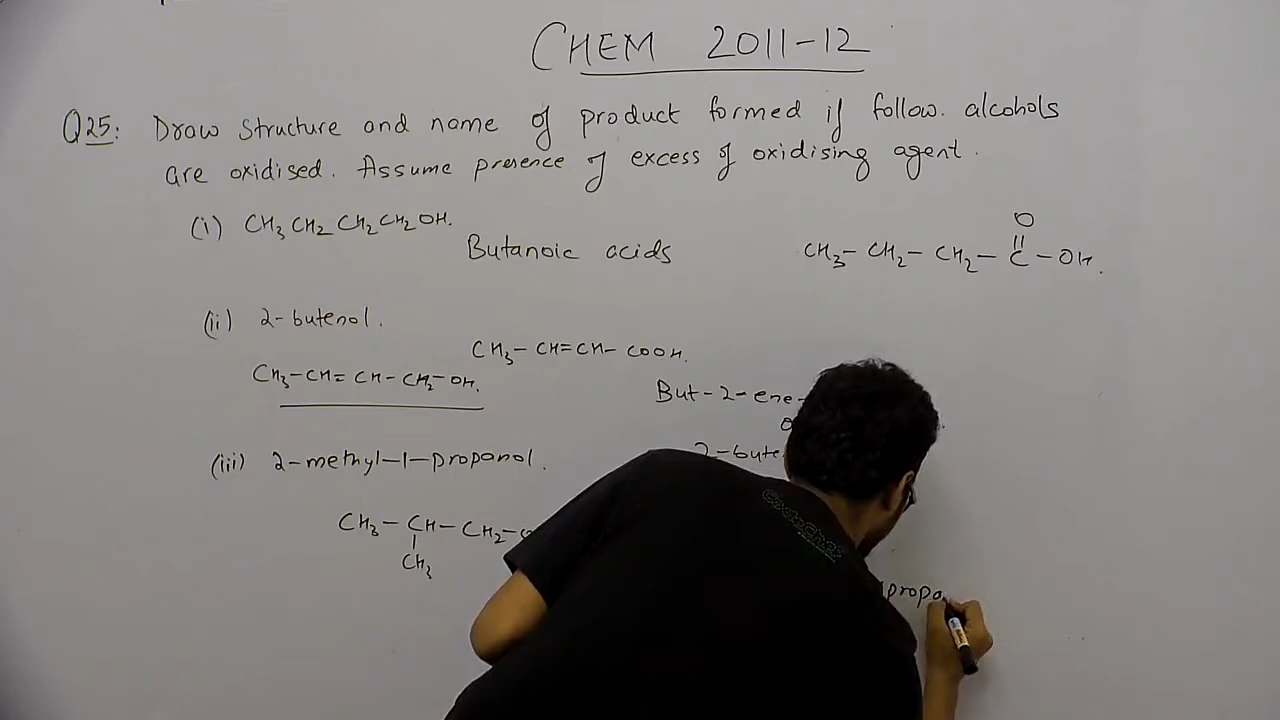 CHEM 2011-12
Q25: Draw structure and name of product formed if follow. alcohols
are oxidised. Assume presence of excess of oxidising agent.
(i) CH3CH2CH2CH2OH.
Butanoic acids
O
CH3-CH2-CH2-C-OH.
(ii) 2-butenol.
CH3-CH=CH-COOH.
CH3-CH=CH-CH2-OH.
But-2-ene-
2-bute
(iii) 2-methyl-1-propanol.
CH3-CH-CH2-
CH3
propa